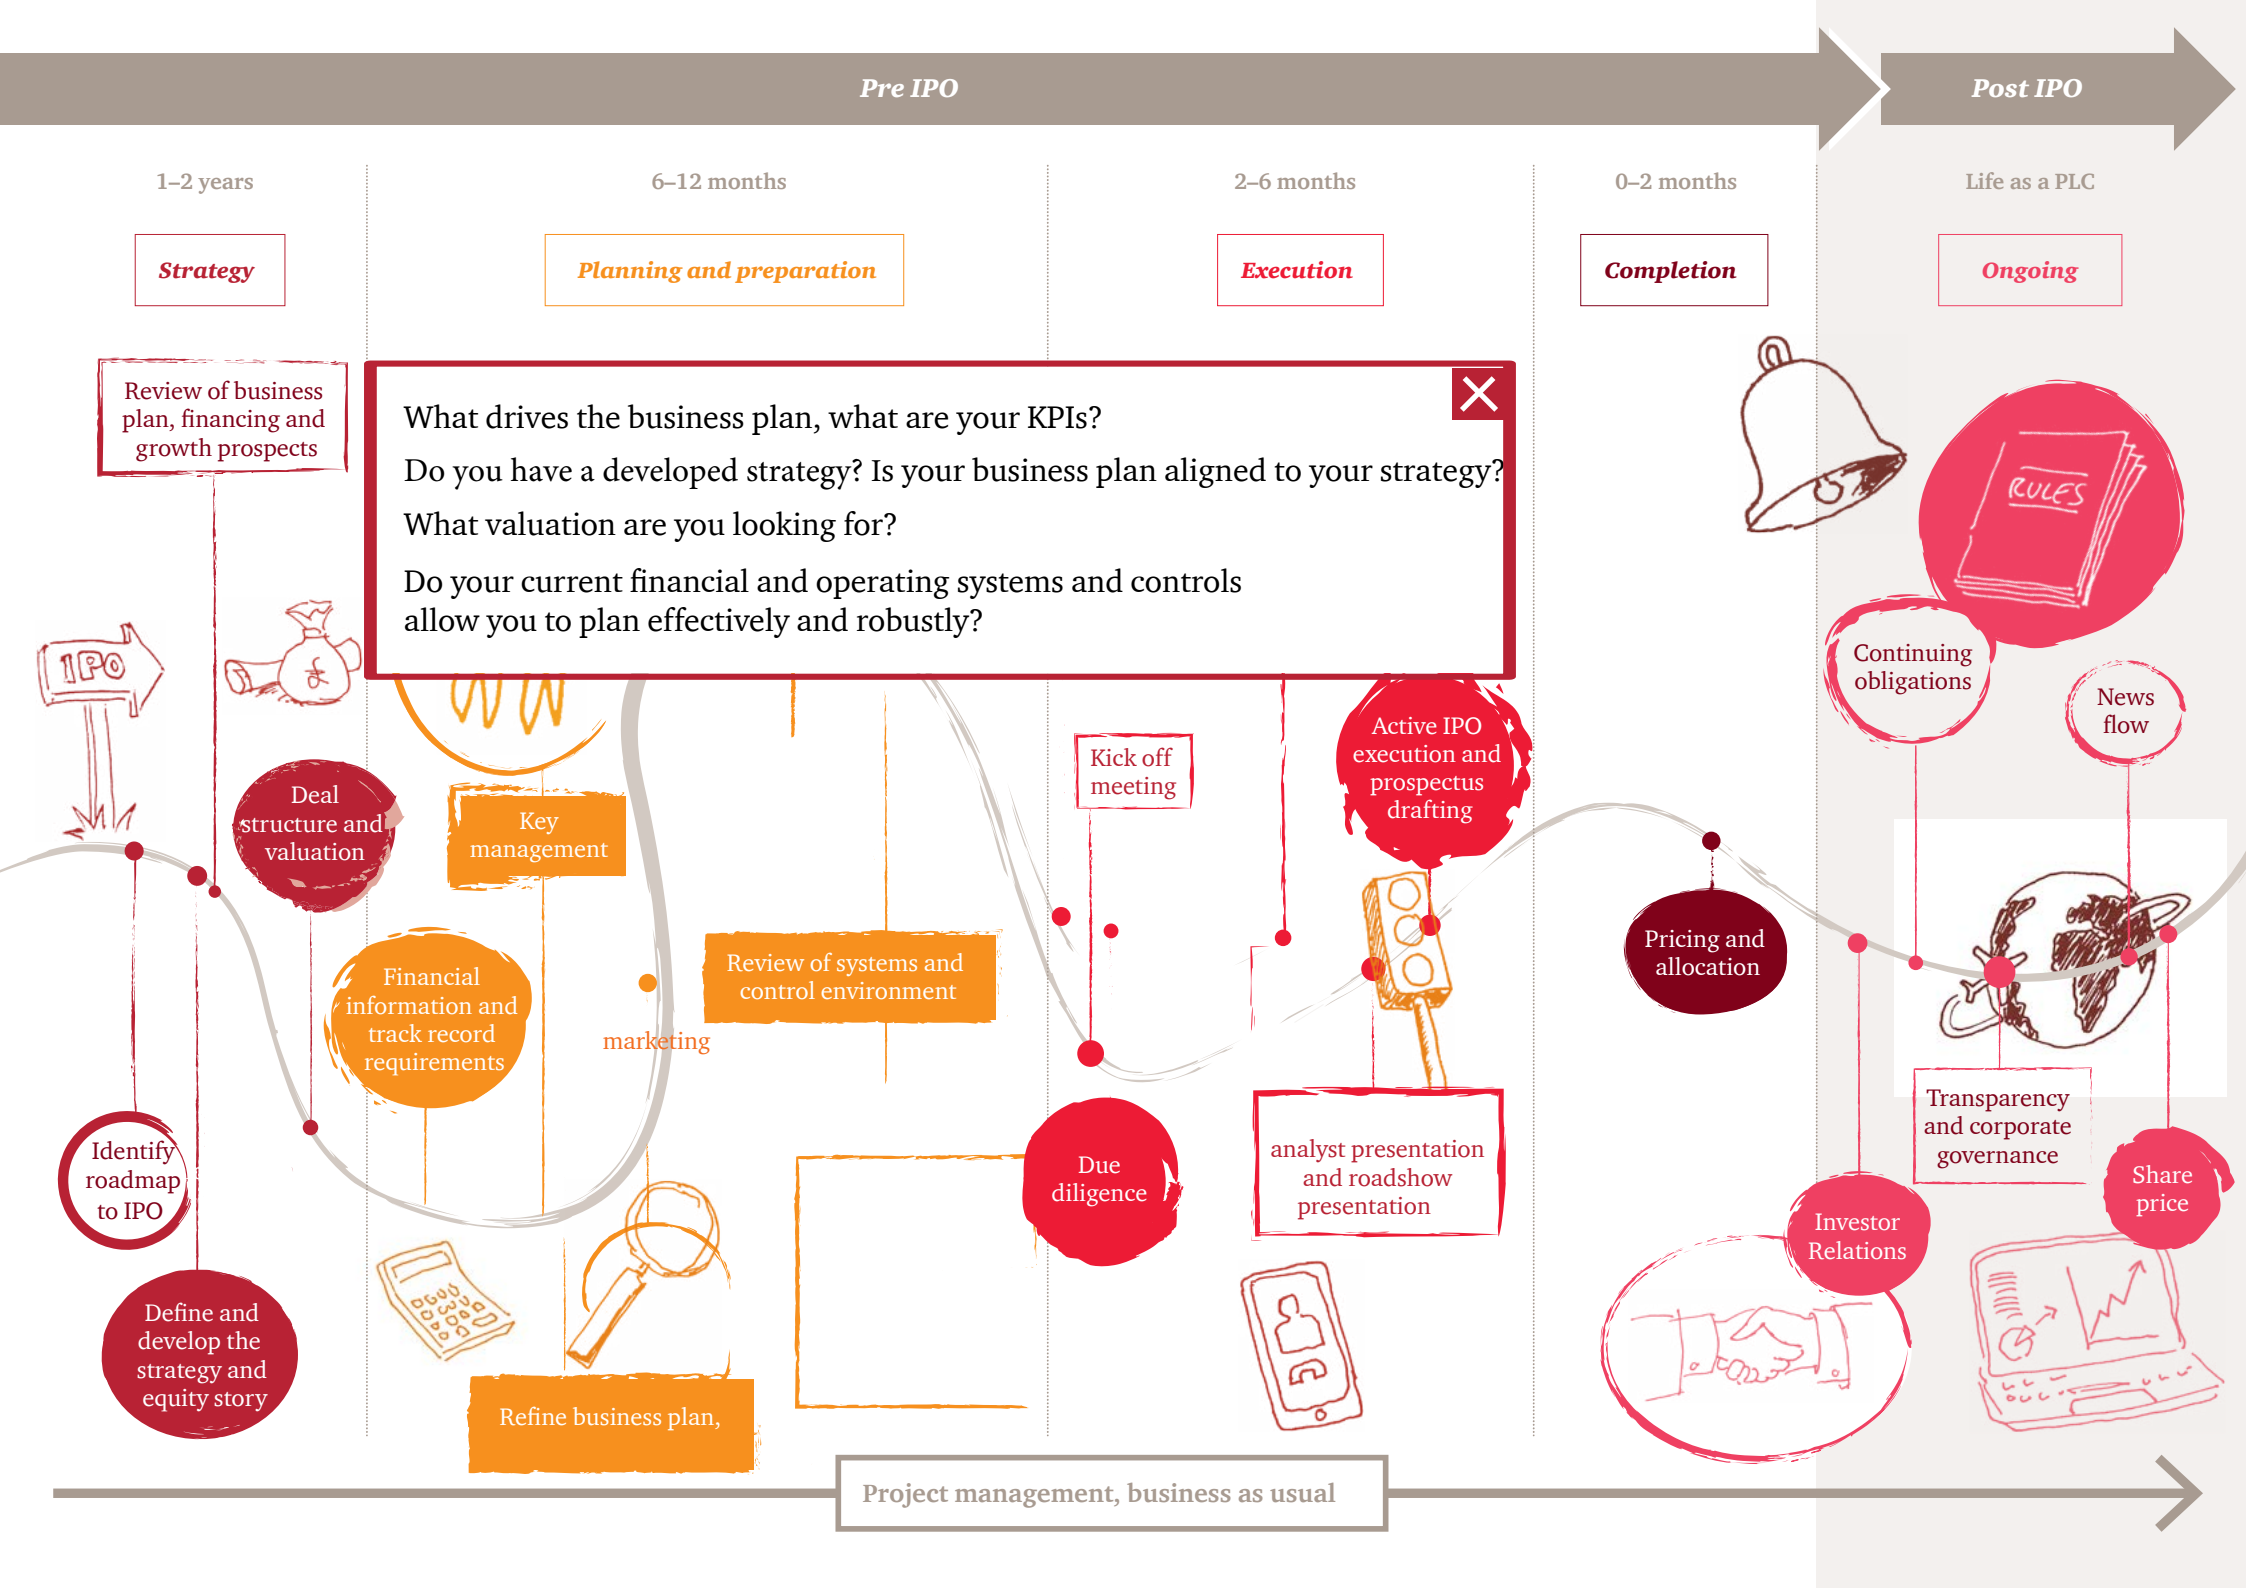 Pre IPO
Post IPO
1–2 years
6–12 months
2–6 months
0–2 months
Life as a PLC
Strategy
Planning and preparation
Execution
Completion
Ongoing
Review of business
plan, financing and
growth prospects
What drives the business plan, what are your KPIs?
Do you have a developed strategy? Is your business plan aligned to your strategy?
What valuation are you looking for?
Do your current financial and operating systems and controls
allow you to plan effectively and robustly?
IPO
£
Deal
structure and
valuation
Identify
roadmap
to IPO
Define and
develop the
strategy and
equity story
Key
management
Financial
information and
track record
requirements
marketing
Review of systems and
control environment
Refine business plan,
Kick off
meeting
Active IPO
execution and
prospectus
drafting
Due
diligence
analyst presentation
and roadshow
presentation
Pricing and
allocation
RULES
Continuing
obligations
News
flow
Transparency
and corporate
governance
Share
price
Investor
Relations
Project management, business as usual